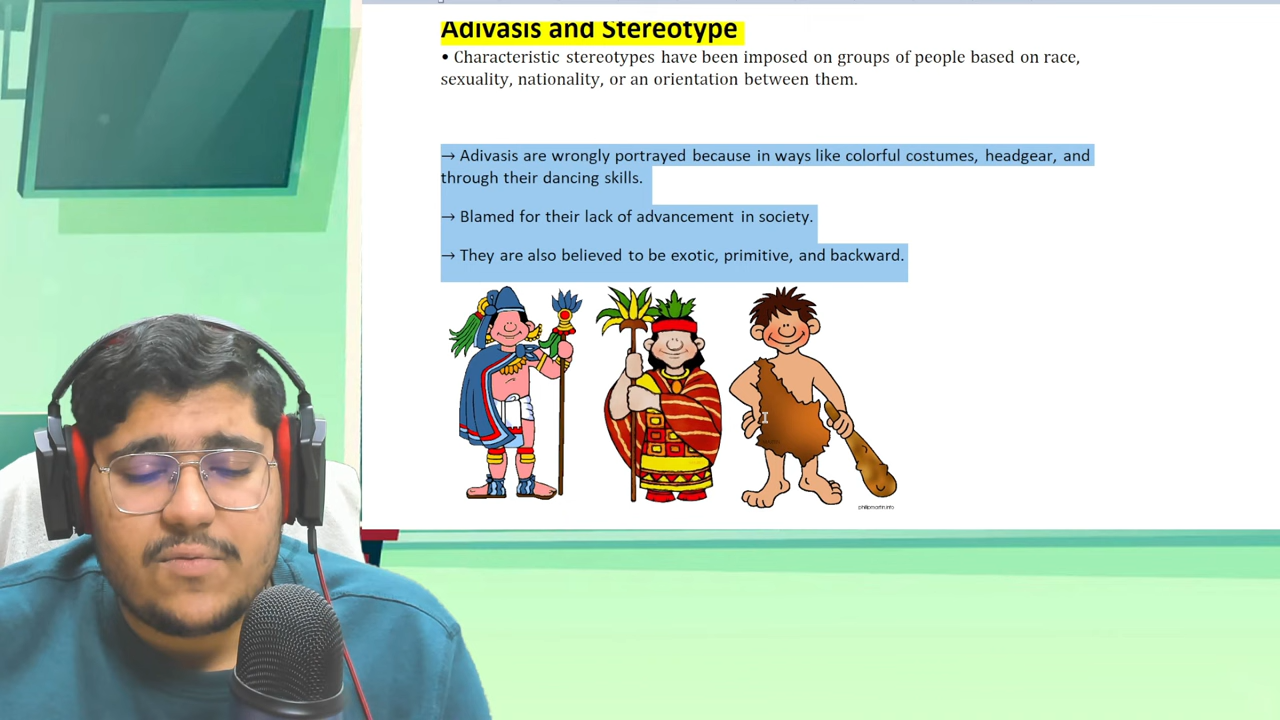 Adivasis and Stereotype
• Characteristic stereotypes have been imposed on groups of people based on race,
sexuality, nationality, or an orientation between them.
→ Adivasis are wrongly portrayed because in ways like colorful costumes, headgear, and
through their dancing skills.
→ Blamed for their lack of advancement in society.
→ They are also believed to be exotic, primitive, and backward.
philipmartin.info